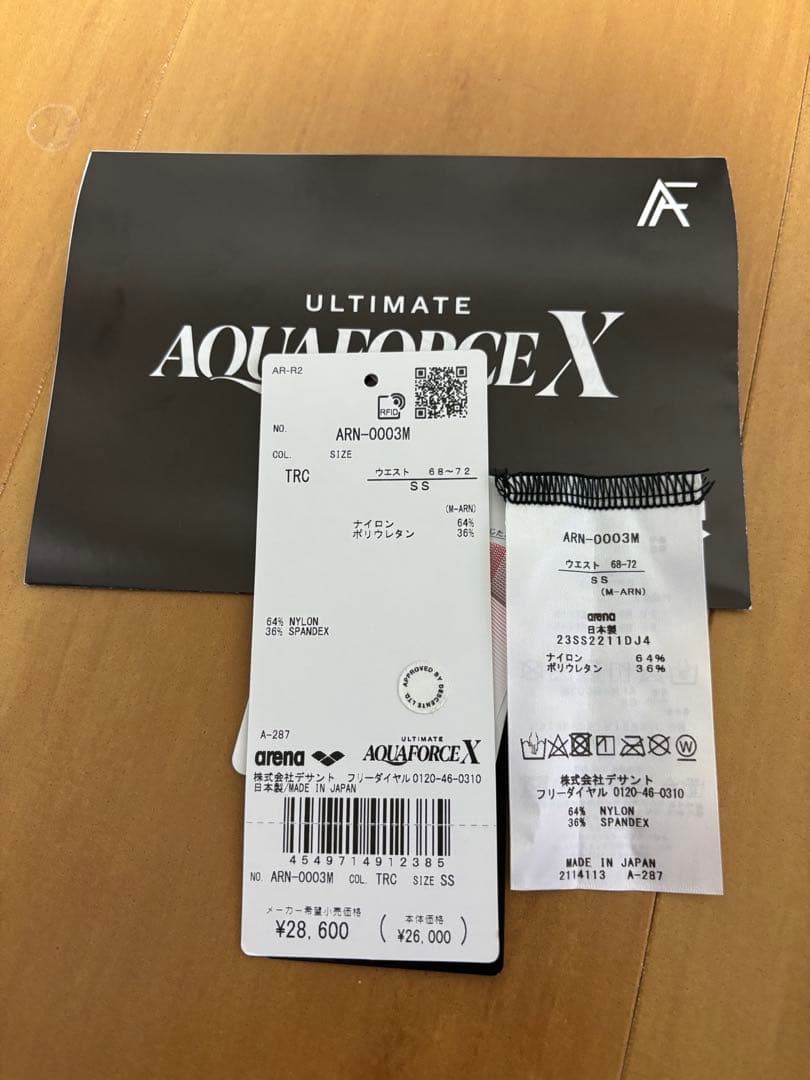 AF
ULTIMATE
AQUAFORCE X
AR-R2
RFID
NO. ARN-0003M
COL. SIZE
TRC ウエスト 68〜72
SS
(M-ARN)
ナイロン 64%
ポリウレタン 36%
64% NYLON
36% SPANDEX
APPROVED BY DESCENTE LTD.
A-287
arena ULTIMATE AQUAFORCE X
株式会社デサント フリーダイヤル0120-46-0310
日本製/MADE IN JAPAN
4549714912385
NO. ARN-0003M COL. TRC SIZE SS
メーカー希望小売価格
¥28,600
(本体価格 ¥26,000)
ARN-0003M
ウエスト 68-72
SS
(M-ARN)
arena
日本製
23SS2211DJ4
ナイロン 64%
ポリウレタン 36%
W
株式会社デサント
フリーダイヤル 0120-46-0310
64% NYLON
36% SPANDEX
MADE IN JAPAN
2114113 A-287